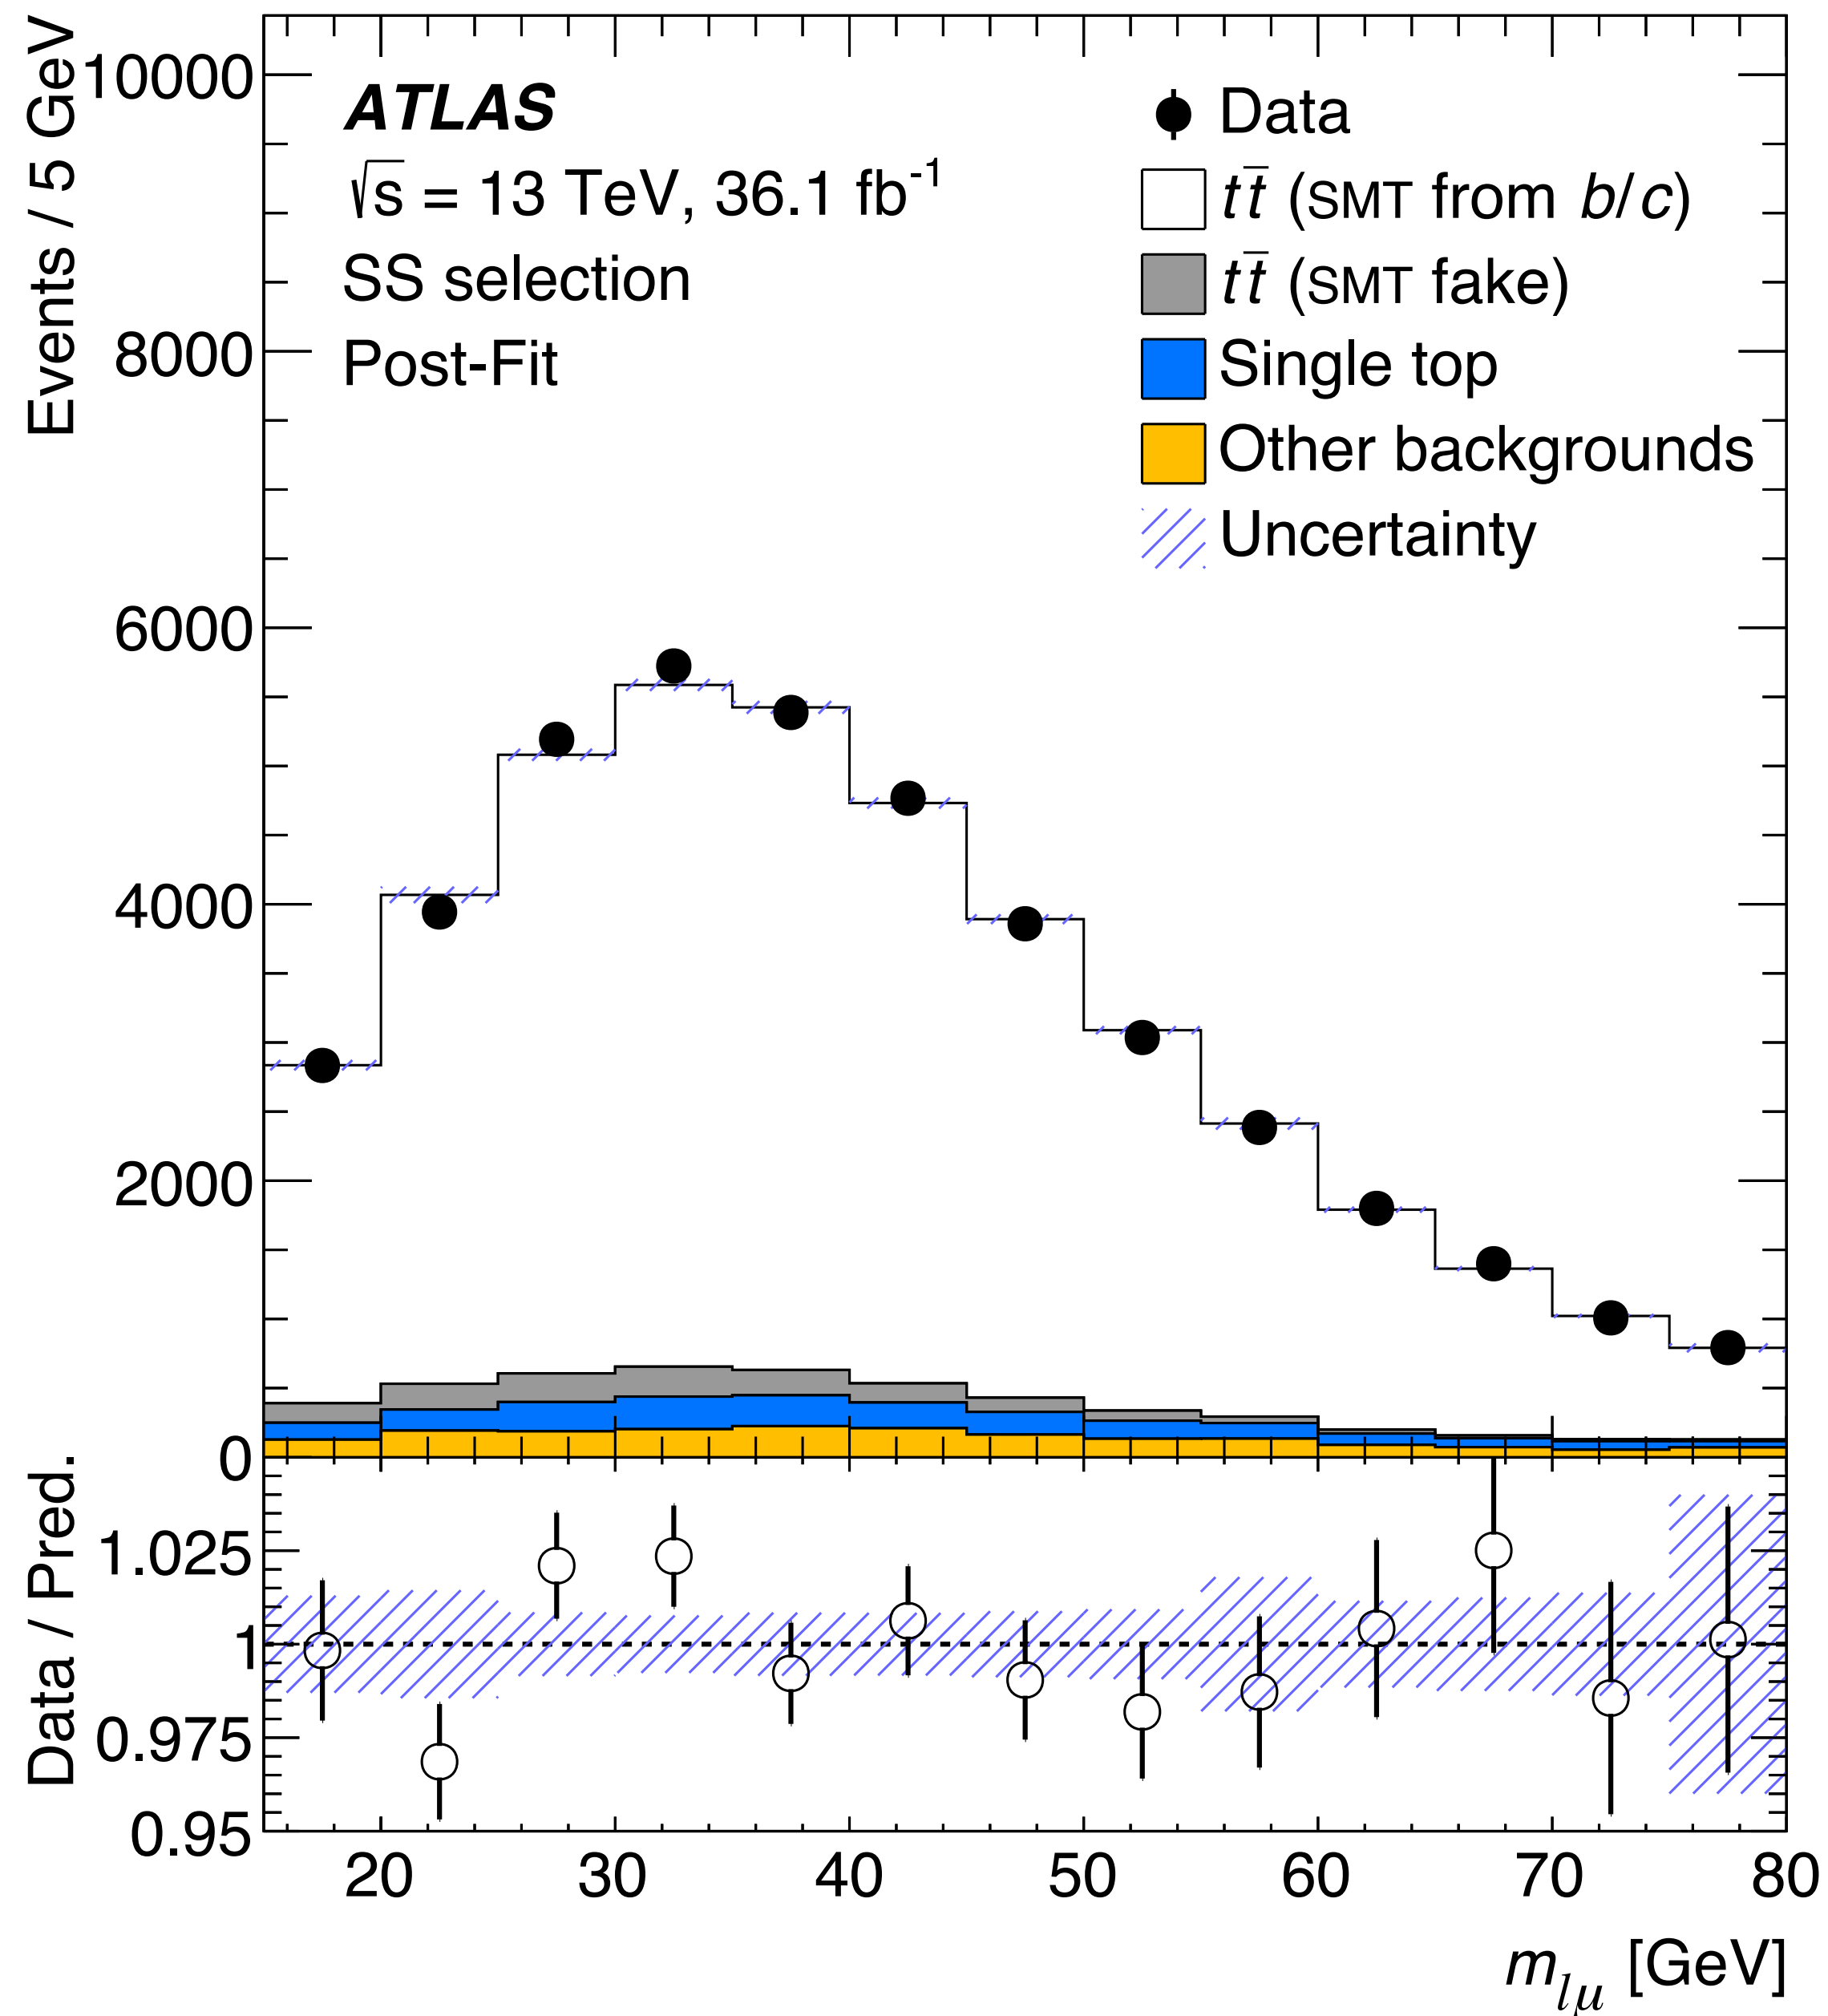 Events / 5 GeV
10000
8000
6000
4000
2000
0
ATLAS
√s = 13 TeV, 36.1 fb⁻¹
SS selection
Post-Fit
Data
tt̄ (SMT from b/c)
tt̄ (SMT fake)
Single top
Other backgrounds
Uncertainty
Data / Pred.
1.025
1
0.975
0.95
20 30 40 50 60 70 80
m_lμ [GeV]